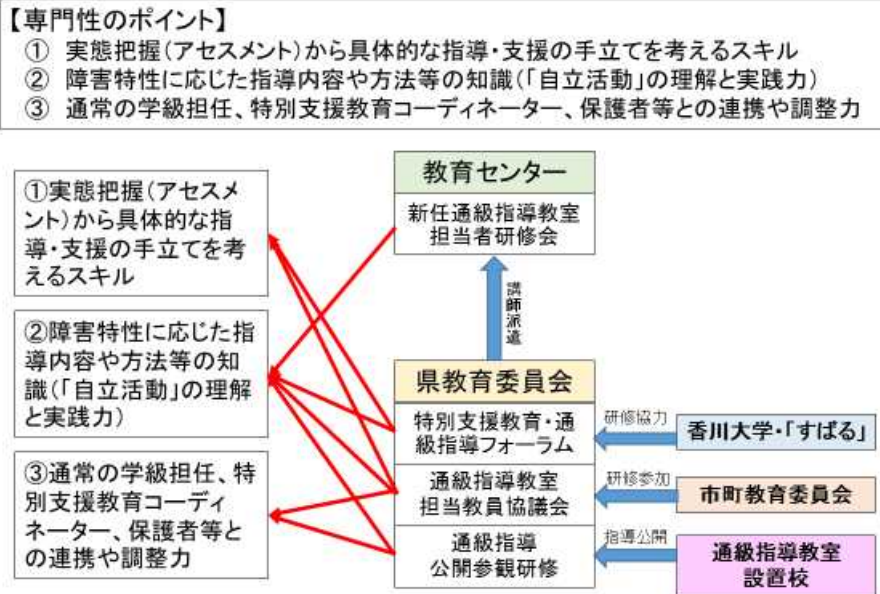 【専門性のポイント】
① 実態把握(アセスメント)から具体的な指導・支援の手立てを考えるスキル
② 障害特性に応じた指導内容や方法等の知識(「自立活動」の理解と実践力)
③ 通常の学級担任、特別支援教育コーディネーター、保護者等との連携や調整力
①実態把握(アセスメ
ント)から具体的な指
導・支援の手立てを考
えるスキル
②障害特性に応じた指
導内容や方法等の知
識(「自立活動」の理解
と実践力)
③通常の学級担任、特
別支援教育コーディ
ネーター、保護者等と
の連携や調整力
教育センター
新任通級指導教室
担当者研修会
講師派遣
県教育委員会
特別支援教育・通
級指導フォーラム
通級指導教室
担当教員協議会
通級指導
公開参観研修
研修協力
香川大学・「すばる」
研修参加
市町教育委員会
指導公開
通級指導教室
設置校